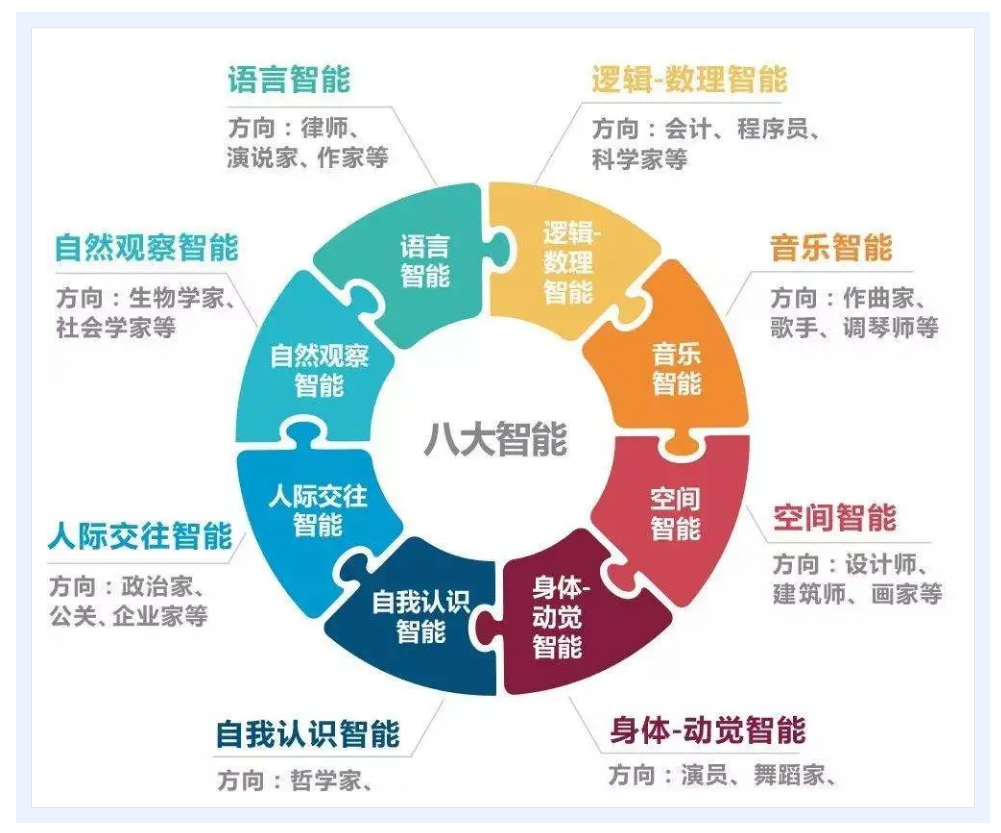 语言智能
方向：律师、
演说家、作家等
逻辑-数理智能
方向：会计、程序员、
科学家等
自然观察智能
方向：生物学家、
社会学家等
音乐智能
方向：作曲家、
歌手、调琴师等
语言
智能
逻辑-
数理
智能
自然观察
智能
音乐
智能
八大智能
人际交往
智能
空间
智能
自我认识
智能
身体-
动觉
智能
人际交往智能
方向：政治家、
公关、企业家等
空间智能
方向：设计师、
建筑师、画家等
自我认识智能
方向：哲学家、
身体-动觉智能
方向：演员、舞蹈家、